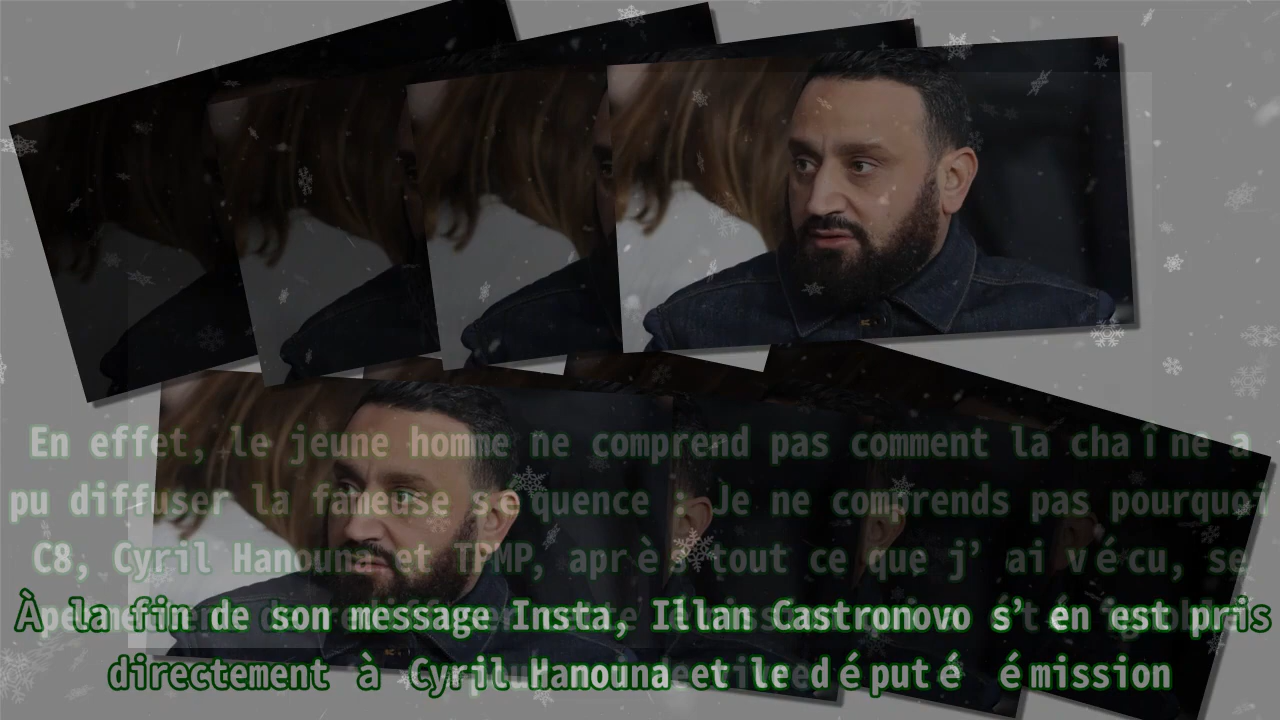 En effet, le jeune homme ne comprend pas comment la chaîne a
pu diffuser la fameuse séquence : Je ne comprends pas pourquoi
C8, Cyril Hanouna et TPMP, après tout ce que j’ ai vécu, se
À la fin de son message Insta, Illan Castronovo s’ en est pris
directement à Cyril Hanouna et le député émission